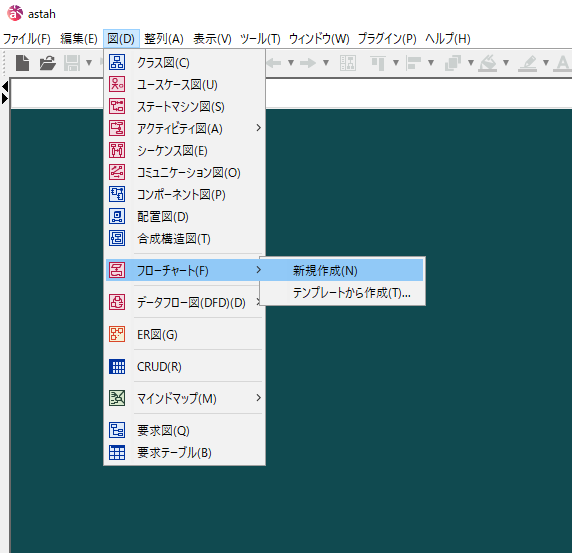 astah
ファイル(F) 編集(E) 図(D) 整列(A) 表示(V) ツール(T) ウィンドウ(W) プラグイン(P) ヘルプ(H)
クラス図(C)
ユースケース図(U)
ステートマシン図(S)
アクティビティ図(A)
シーケンス図(E)
コミュニケーション図(O)
コンポーネント図(P)
配置図(D)
合成構造図(T)
フローチャート(F)
新規作成(N)
テンプレートから作成(T)...
データフロー図(DFD)(D)
ER図(G)
CRUD(R)
マインドマップ(M)
要求図(Q)
要求テーブル(B)